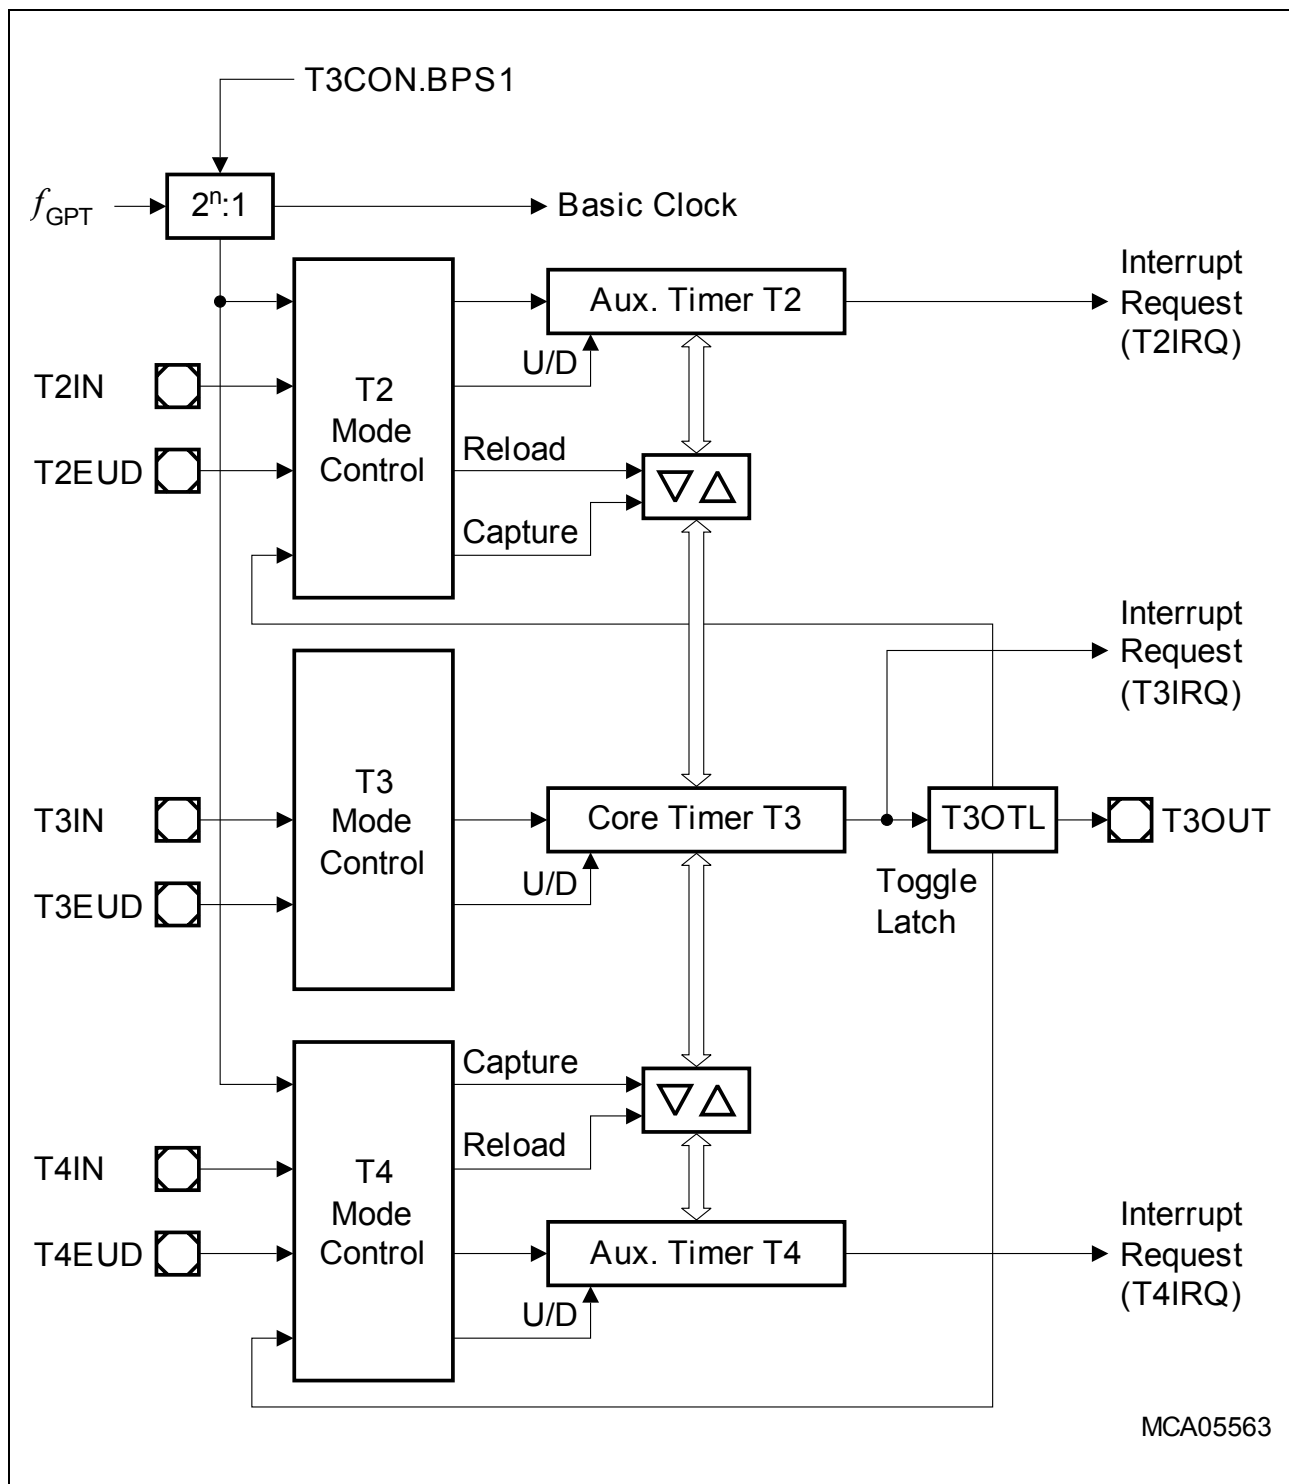 T3CON.BPS1
fGPT
2ⁿ:1
Basic Clock
Interrupt
Request
(T2IRQ)
Aux. Timer T2
U/D
T2IN
T2
Mode
Control
T2EUD
Reload
Capture
Interrupt
Request
(T3IRQ)
T3
Mode
Control
T3IN
Core Timer T3
T3OTL
T3OUT
U/D
T3EUD
Toggle
Latch
Capture
Reload
T4IN
T4
Mode
Control
T4EUD
Aux. Timer T4
U/D
Interrupt
Request
(T4IRQ)
MCA05563